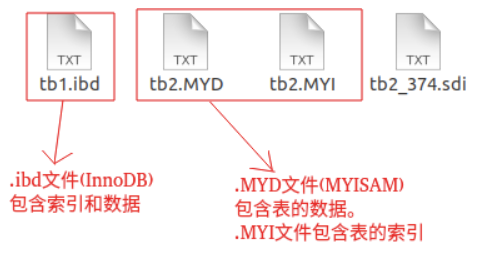 TXT TXT TXT TXT
tb1.ibd tb2.MYD tb2.MYI tb2_374.sdi
.ibd文件(InnoDB)
包含索引和数据
.MYD文件(MYISAM)
包含表的数据。
.MYI文件包含表的索引